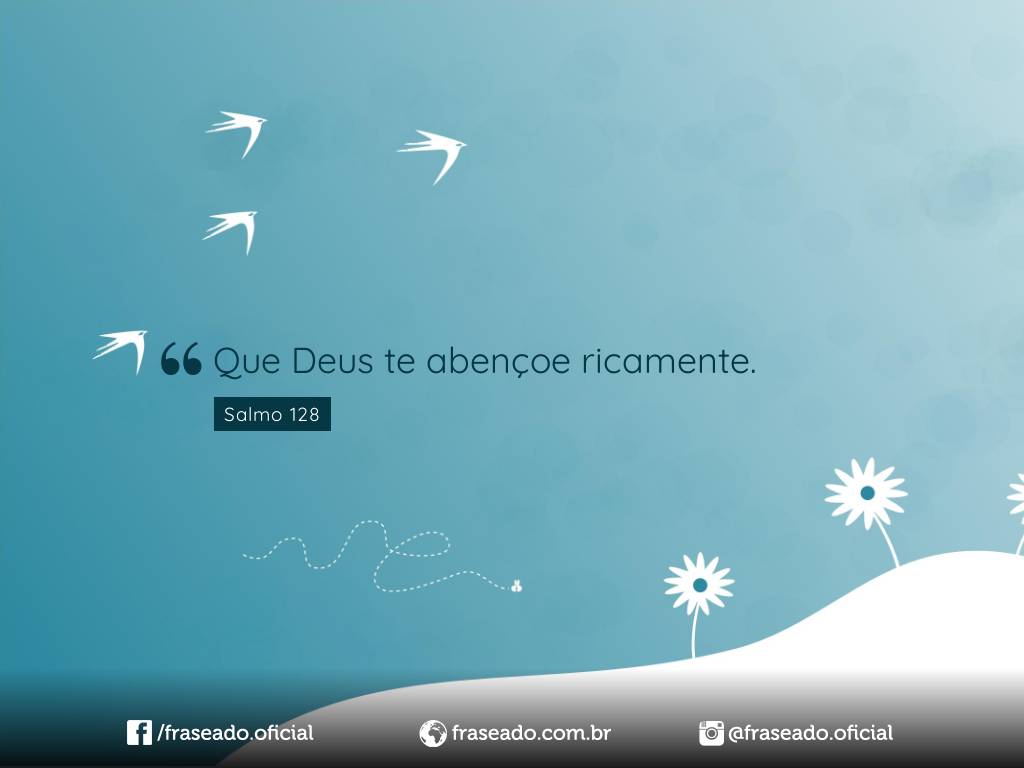 “ Que Deus te abençoe ricamente.
Salmo 128
/fraseado.oficial
fraseado.com.br
@fraseado.oficial